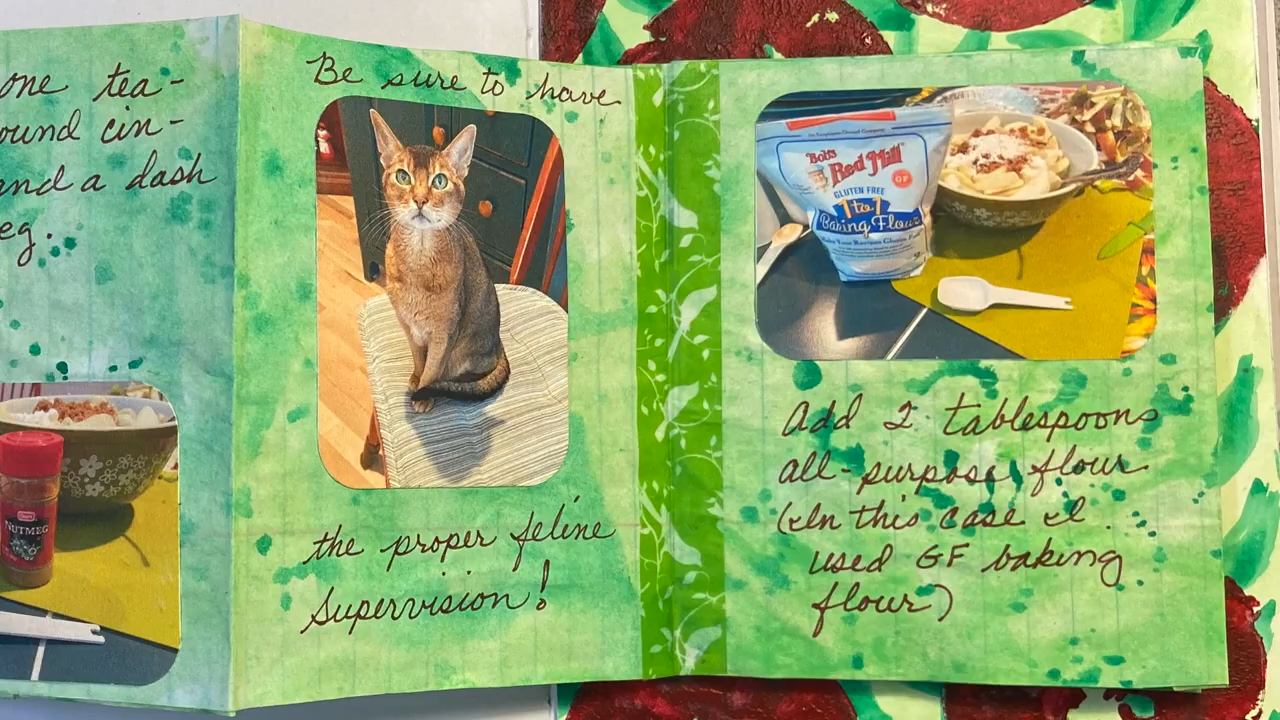 one tea-
ound cin-
and a dash
eg.
NUTMEG
Be sure to have
the proper feline
Supervision!
Bob's
Red Mill
GLUTEN FREE
GF
1 to 1
Baking Flour
Add 2 tablespoons
all-purpose flour
(In this case I
used GF baking
flour)